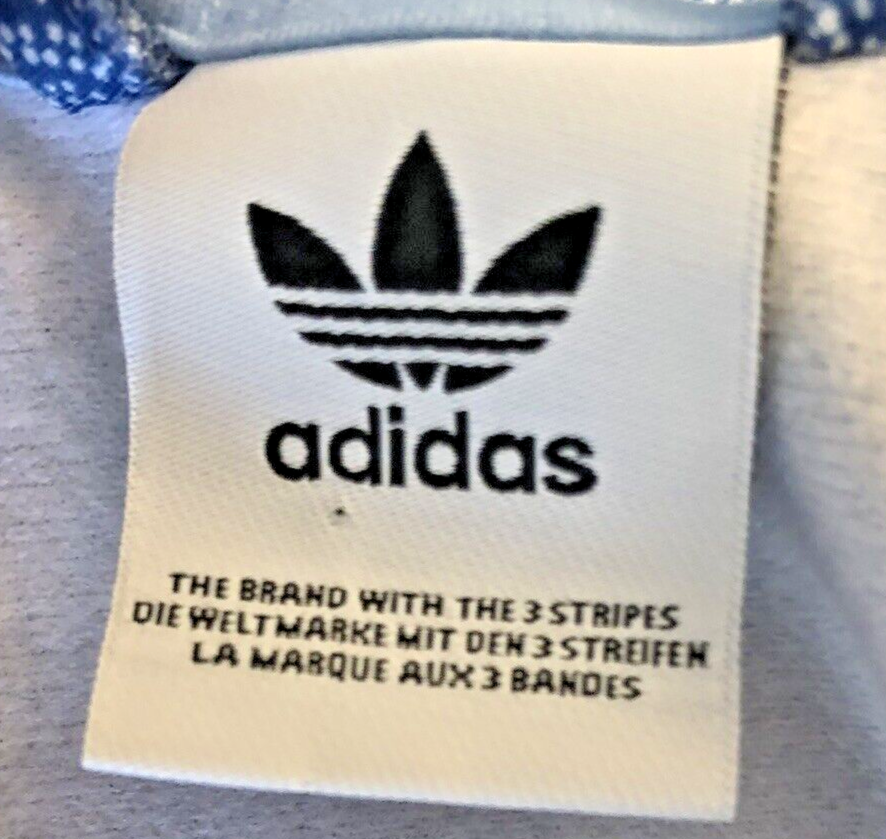 adidas
THE BRAND WITH THE 3 STRIPES
DIE WELTMARKE MIT DEN 3 STREIFEN
LA MARQUE AUX 3 BANDES